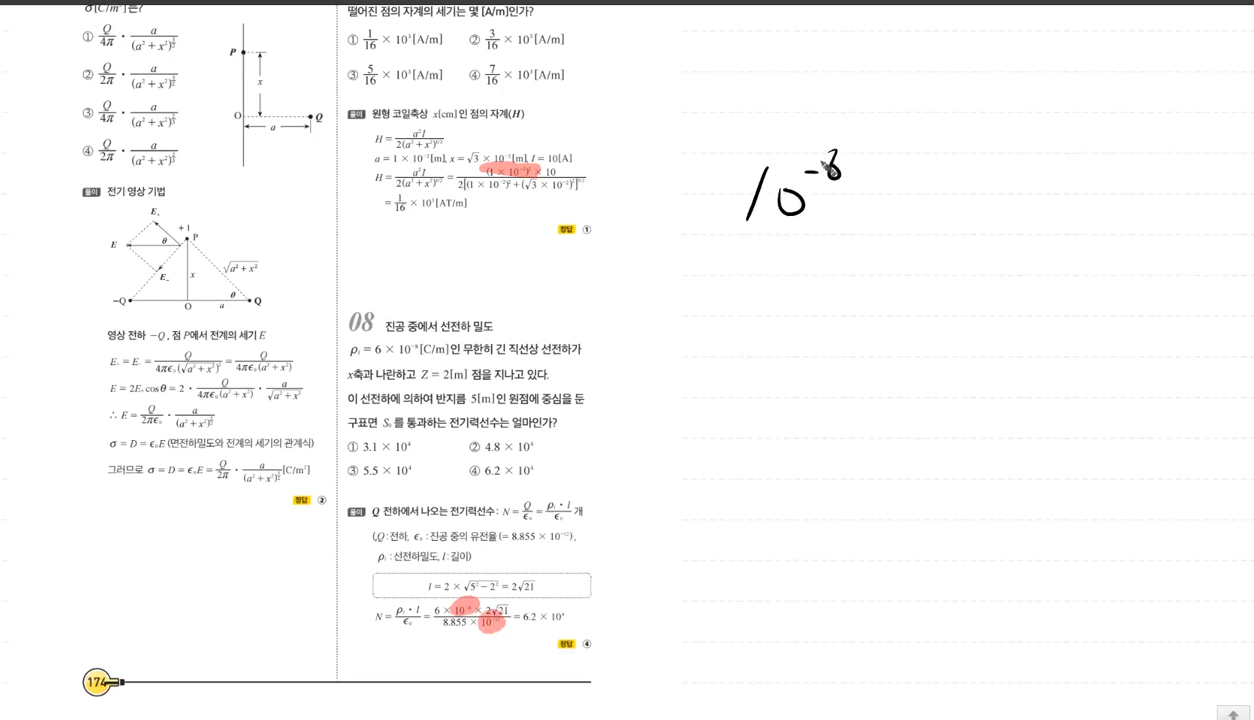 σ[C/m²]는?
① Q/4π · a/(a² + x²)
② Q/2π · a/(a² + x²)
③ Q/4π · a/(a² + x²)
④ Q/2π · a/(a² + x²)
P
x
O
Q
a
풀이 전기 영상 기법
E₊
+1
P
E
θ
E₋
x
√(a² + x²)
θ
-Q
O
a
Q
영상 전하 -Q, 점 P에서 전계의 세기 E
E₊ = E₋ = Q/(4πε₀(√(a² + x²))²) = Q/(4πε₀(a² + x²))
E = 2E₊cosθ = 2 · Q/(4πε₀(a² + x²)) · a/√(a² + x²)
∴ E = Q/(2πε₀) · a/(a² + x²)
σ = D = ε₀E (면전하밀도와 전계의 세기의 관계식)
그러므로 σ = D = ε₀E = Q/2π · a/(a² + x²) [C/m²]
정답 ②
떨어진 점의 자계의 세기는 몇 [A/m]인가?
① 1/16 × 10³[A/m] ② 3/16 × 10³[A/m]
③ 5/16 × 10³[A/m] ④ 7/16 × 10³[A/m]
풀이 원형 코일축상 x[cm]인 점의 자계(H)
H = a²I/(2(a² + x²)^(3/2))
a = 1 × 10⁻²[m], x = √3 × 10⁻²[m], I = 10[A]
H = a²I/(2(a² + x²)^(3/2)) = (1 × 10⁻²)² × 10/(2[(1 × 10⁻²)² + (√3 × 10⁻²)²]^(3/2))
= 1/16 × 10³[AT/m]
정답 ①
08 진공 중에서 선전하 밀도
ρₗ = 6 × 10⁻⁸[C/m]인 무한히 긴 직선상 선전하가
x축과 나란하고 Z = 2[m] 점을 지나고 있다.
이 선전하에 의하여 반지름 5[m]인 원점에 중심을 둔
구표면 S₀를 통과하는 전기력선수는 얼마인가?
① 3.1 × 10⁴ ② 4.8 × 10⁴
③ 5.5 × 10⁴ ④ 6.2 × 10⁴
풀이 Q 전하에서 나오는 전기력선수: N = Q/ε₀ = ρₗ · l/ε₀ 개
(Q:전하, ε₀ : 진공 중의 유전율(= 8.855 × 10⁻¹²),
ρₗ : 선전하밀도, l : 길이)
l = 2 × √(5² − 2²) = 2√21
N = ρₗ · l/ε₀ = 6 × 10⁻⁸ × 2√21/(8.855 × 10⁻¹²) = 6.2 × 10⁴
정답 ④
174